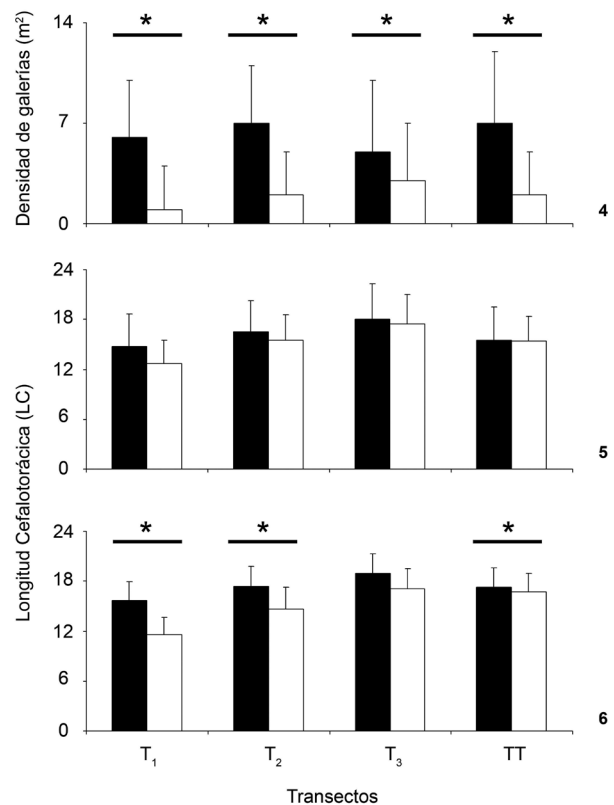 Densidad de galerías (m²)
14
7
0
* * * *
4
Longitud Cefalotorácica (LC)
24
18
12
6
0
5
24
18
12
6
0
* * *
6
T₁ T₂ T₃ TT
Transectos